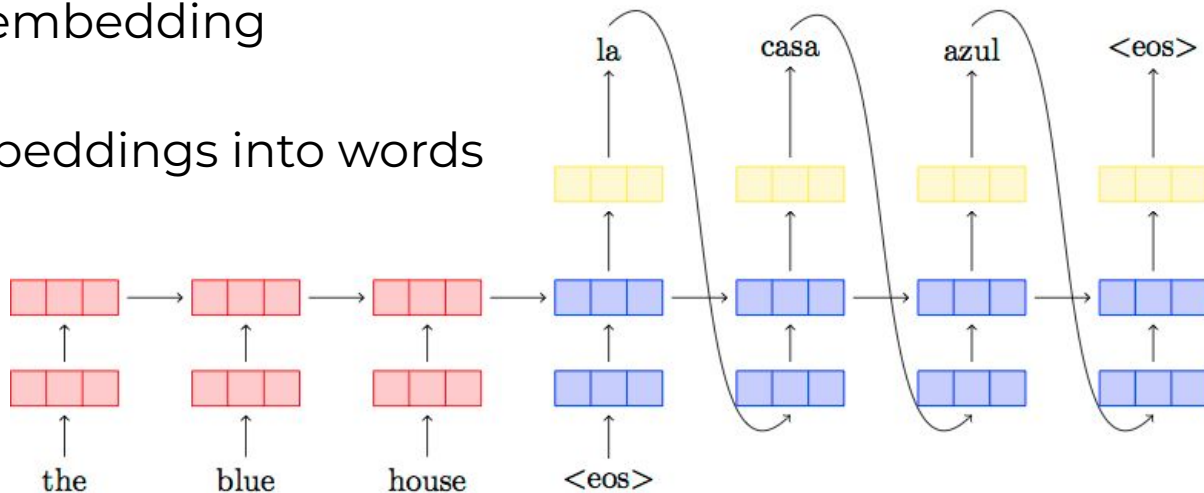 embedding
beddings into words
la casa azul <eos>
the blue house <eos>